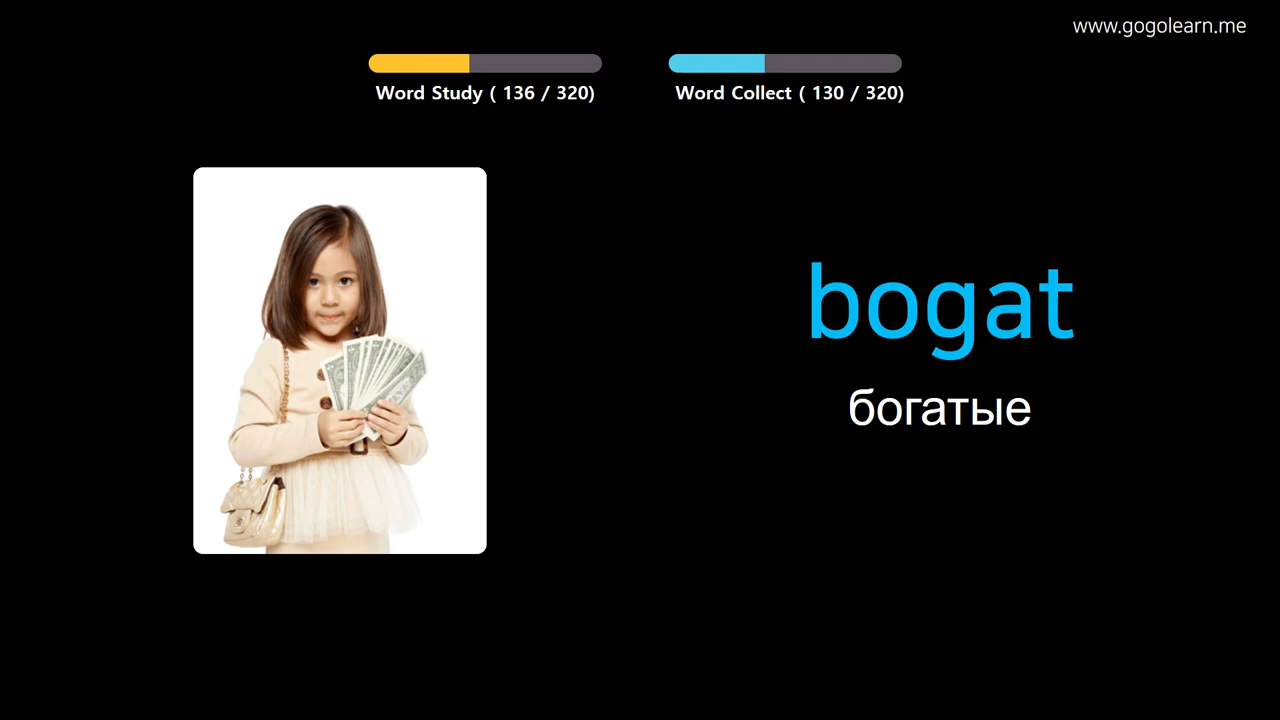 www.gogolearn.me
Word Study ( 136 / 320)
Word Collect ( 130 / 320)
bogat
богатые